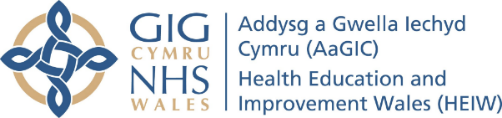 GIG
CYMRU
NHS
WALES
Addysg a Gwella Iechyd
Cymru (AaGIC)
Health Education and
Improvement Wales (HEIW)